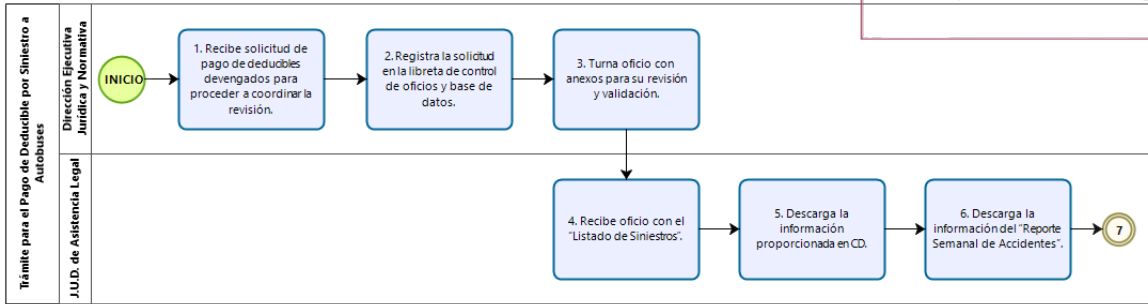 Trámite para el Pago de Deducible por Siniestro a
Autobuses
Dirección Ejecutiva
Jurídica y Normativa
INICIO
1. Recibe solicitud de
pago de deducibles
devengados para
proceder a coordinar la
revisión.
2. Registra la solicitud
en la libreta de control
de oficios y base de
datos.
3. Turna oficio con
anexos para su revisión
y validación.
J.U.D. de Asistencia Legal
4. Recibe oficio con el
"Listado de Siniestros".
5. Descarga la
información
proporcionada en CD.
6. Descarga la
información del "Reporte
Semanal de Accidentes".
7